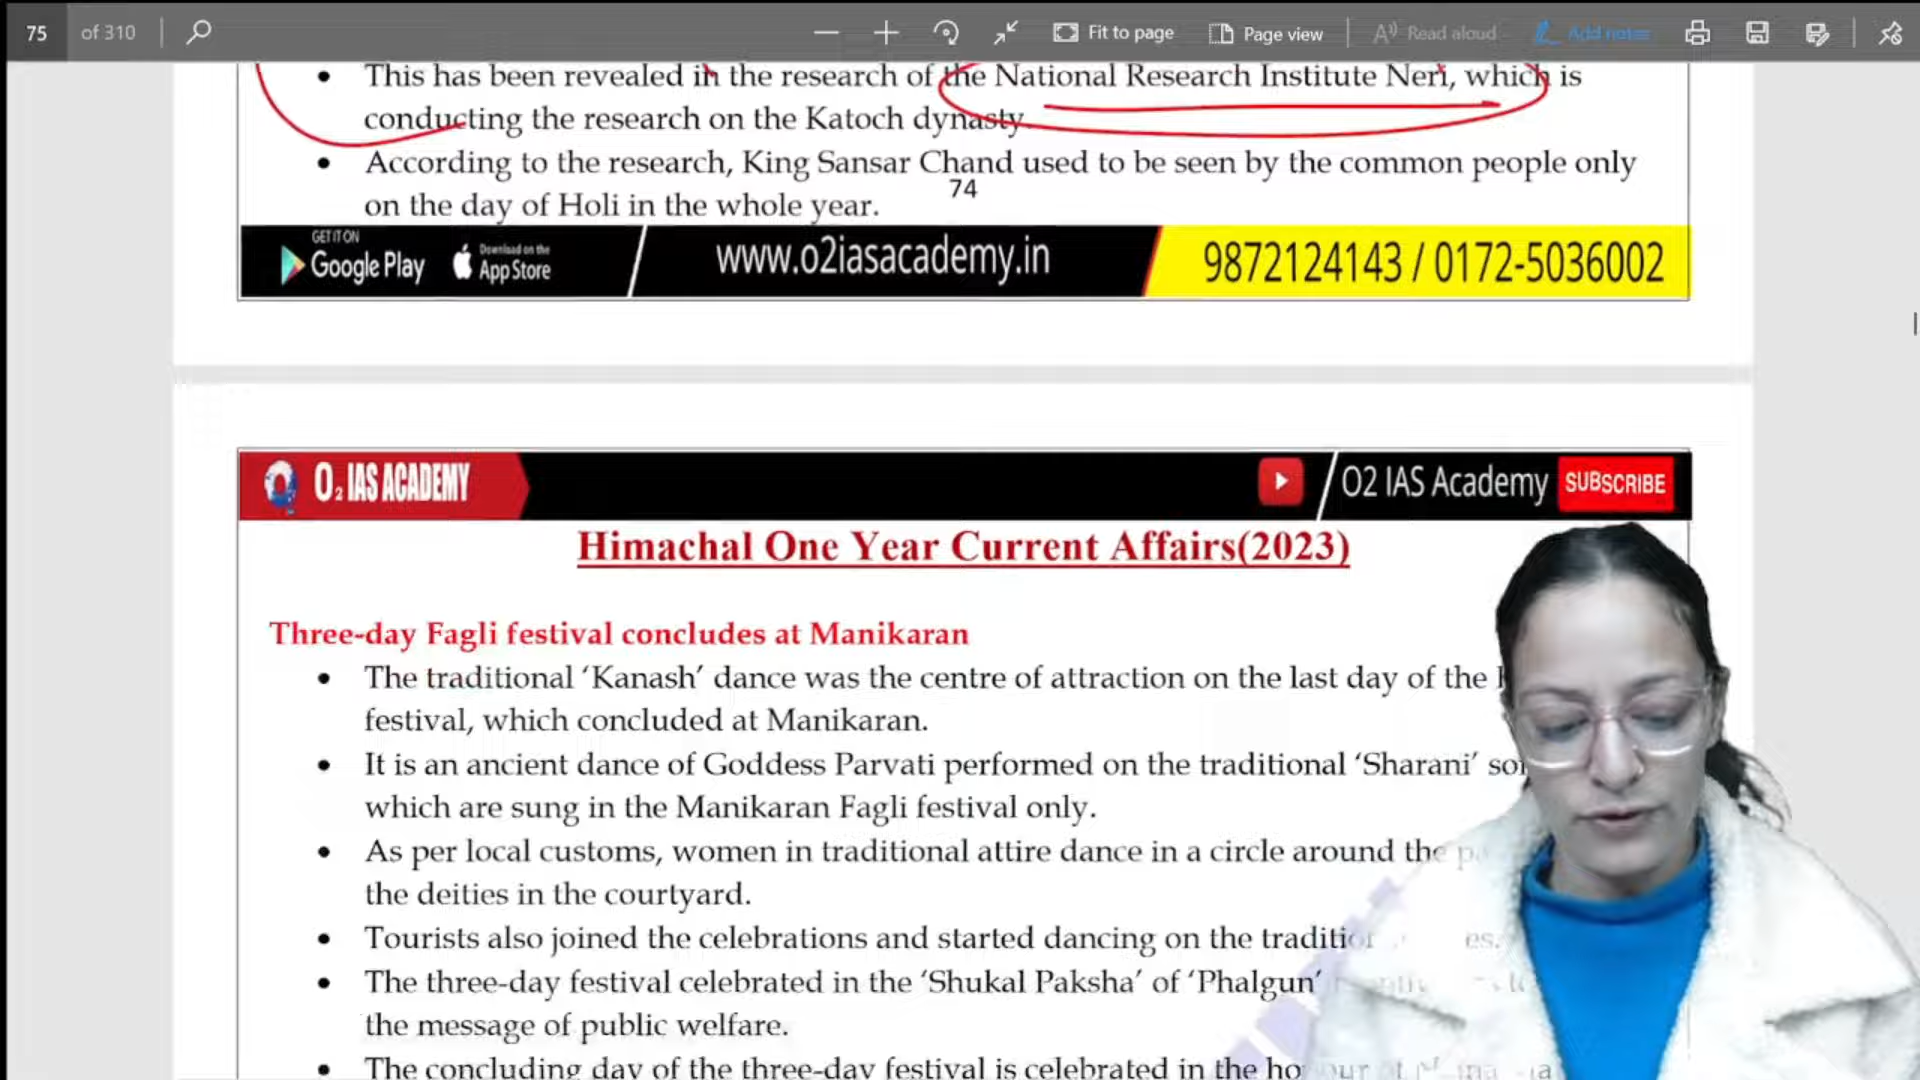 75 of 310 Fit to page Page view Read aloud Add notes
This has been revealed in the research of the National Research Institute Neri, which is
conducting the research on the Katoch dynasty.
According to the research, King Sansar Chand used to be seen by the common people only
74
on the day of Holi in the whole year.
GET IT ON
Google Play
Download on the
App Store
www.o2iasacademy.in
9872124143 / 0172-5036002
O2 IAS ACADEMY
O2 IAS Academy
SUBSCRIBE
Himachal One Year Current Affairs(2023)
Three-day Fagli festival concludes at Manikaran
The traditional ‘Kanash’ dance was the centre of attraction on the last day of the
festival, which concluded at Manikaran.
It is an ancient dance of Goddess Parvati performed on the traditional ‘Sharani’
which are sung in the Manikaran Fagli festival only.
As per local customs, women in traditional attire dance in a circle around the
the deities in the courtyard.
Tourists also joined the celebrations and started dancing on the
The three-day festival celebrated in the ‘Shukal Paksha’ of ‘Phalgun’
the message of public welfare.
The concluding day of the three-day festival is celebrated in the